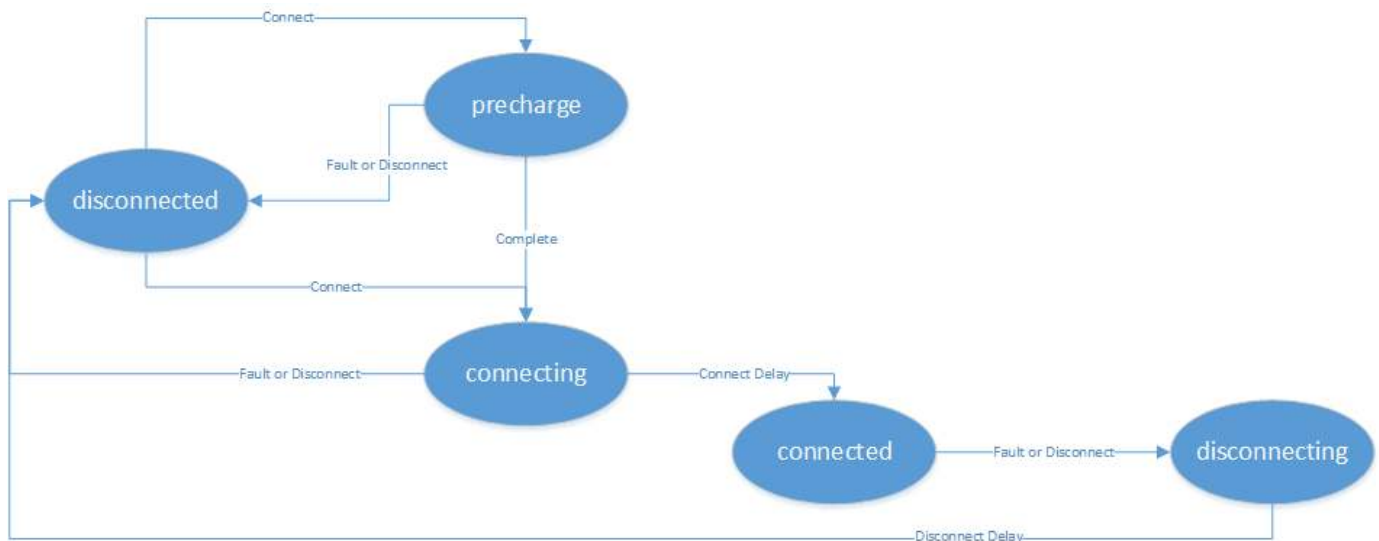 Connect
precharge
Fault or Disconnect
disconnected
Complete
Connect
connecting
Fault or Disconnect
Connect Delay
connected
Fault or Disconnect
disconnecting
Disconnect Delay